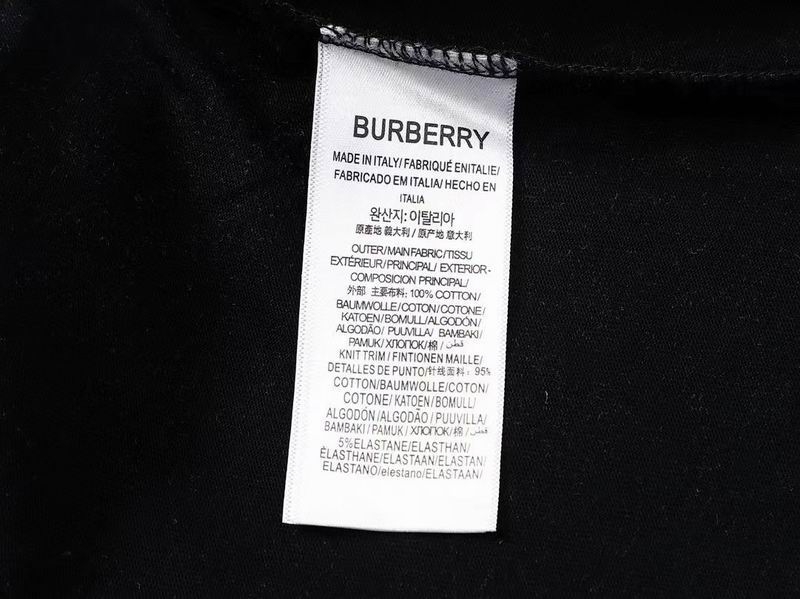 BURBERRY
MADE IN ITALY/ FABRIQUÉ ENITALIE/
FABRICADO EM ITALIA/ HECHO EN
ITALIA
완산지: 이탈리아
原產地 義大利 / 原产地 意大利
OUTER/MAIN FABRIC/TISSU
EXTÉRIEUR/PRINCIPAL/ EXTERIOR-
COMPOSICION PRINCIPAL/
外部 主要布料: 100% COTTON/
BAUMWOLLE/COTON/COTONE/
KATOEN/BOMULL/ALGODÓN/
ALGODÃO/ PUUVILLA/ BAMBAKI/
PAMUK/ ХЛОПОК/棉/ قطن
KNIT TRIM / FINTIONEN MAILLE/
DETALLES DE PUNTO/针线面料: 95%
COTTON/BAUMWOLLE/COTON/
COTONE/ KATOEN/ BOMULL/
ALGODÓN/ALGODÃO/ PUUVILLA/
BAMBAKI/ PAMUK / ХЛОПОК/棉/ قطن
5%ELASTANE/ELASTHAN/
ÉLASTHANE/ELASTAAN/ELASTAN/
ELASTANO/elestano/ELASTAAN/